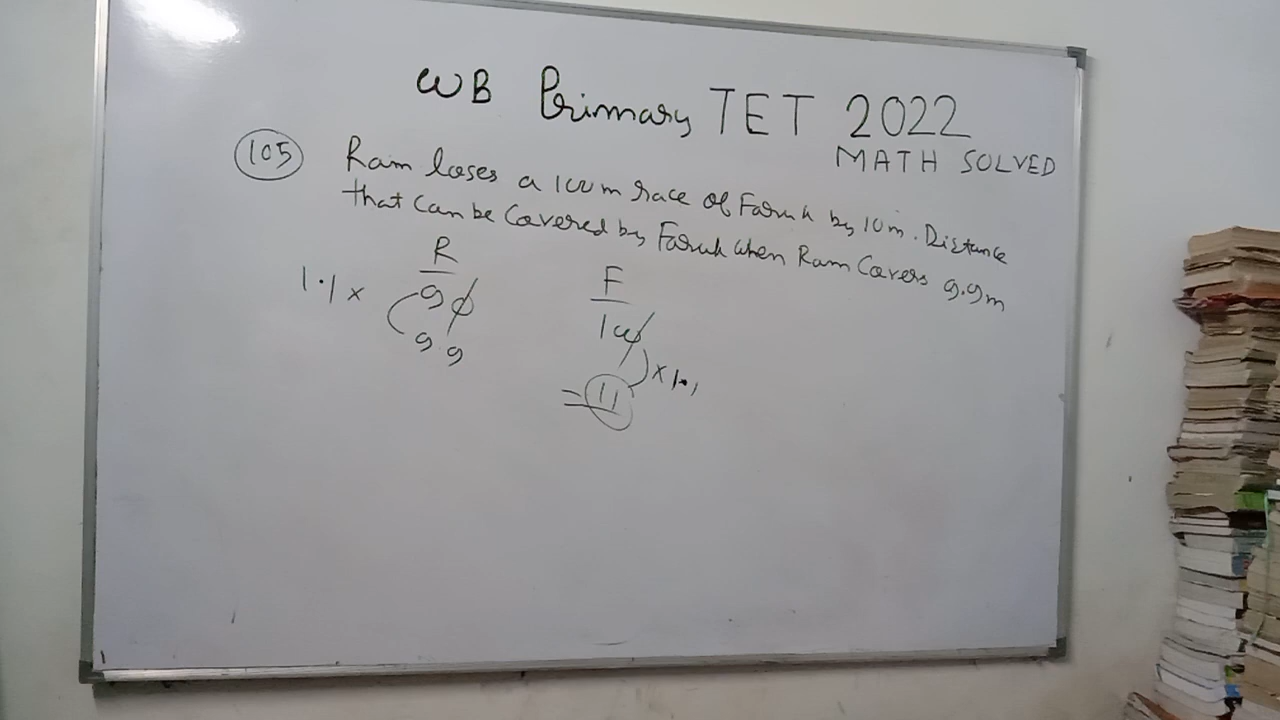 WB Primary TET 2022
MATH SOLVED
105 Ram loses a 100m race of Faruk by 10m. Distance
that can be Covered by Faruk when Ram Covers 9.9m
R F
1.1 x 90 100
9.9 x 1.1
= 11